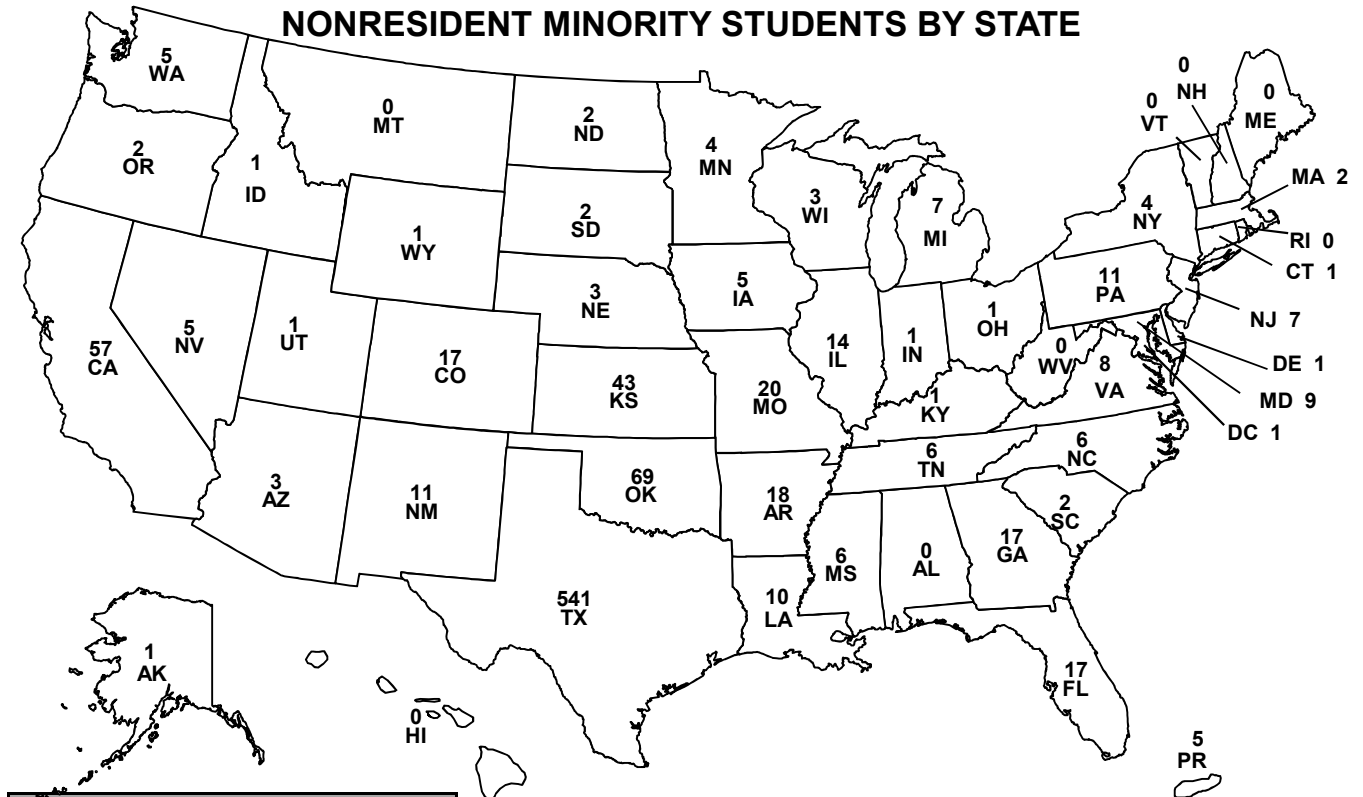 NONRESIDENT MINORITY STUDENTS BY STATE
5
WA
0
MT
2
ND
4
MN
0
VT
0
NH
0
ME
2
OR
1
ID
2
SD
3
WI
7
MI
4
NY
MA 2
RI 0
CT 1
1
WY
3
NE
5
IA
11
PA
NJ 7
5
NV
1
UT
57
CA
17
CO
43
KS
20
MO
14
IL
1
IN
1
OH
0
WV
8
VA
DE 1
MD 9
DC 1
1
KY
6
TN
6
NC
3
AZ
11
NM
69
OK
18
AR
2
SC
6
MS
0
AL
17
GA
541
TX
10
LA
1
AK
0
HI
17
FL
5
PR